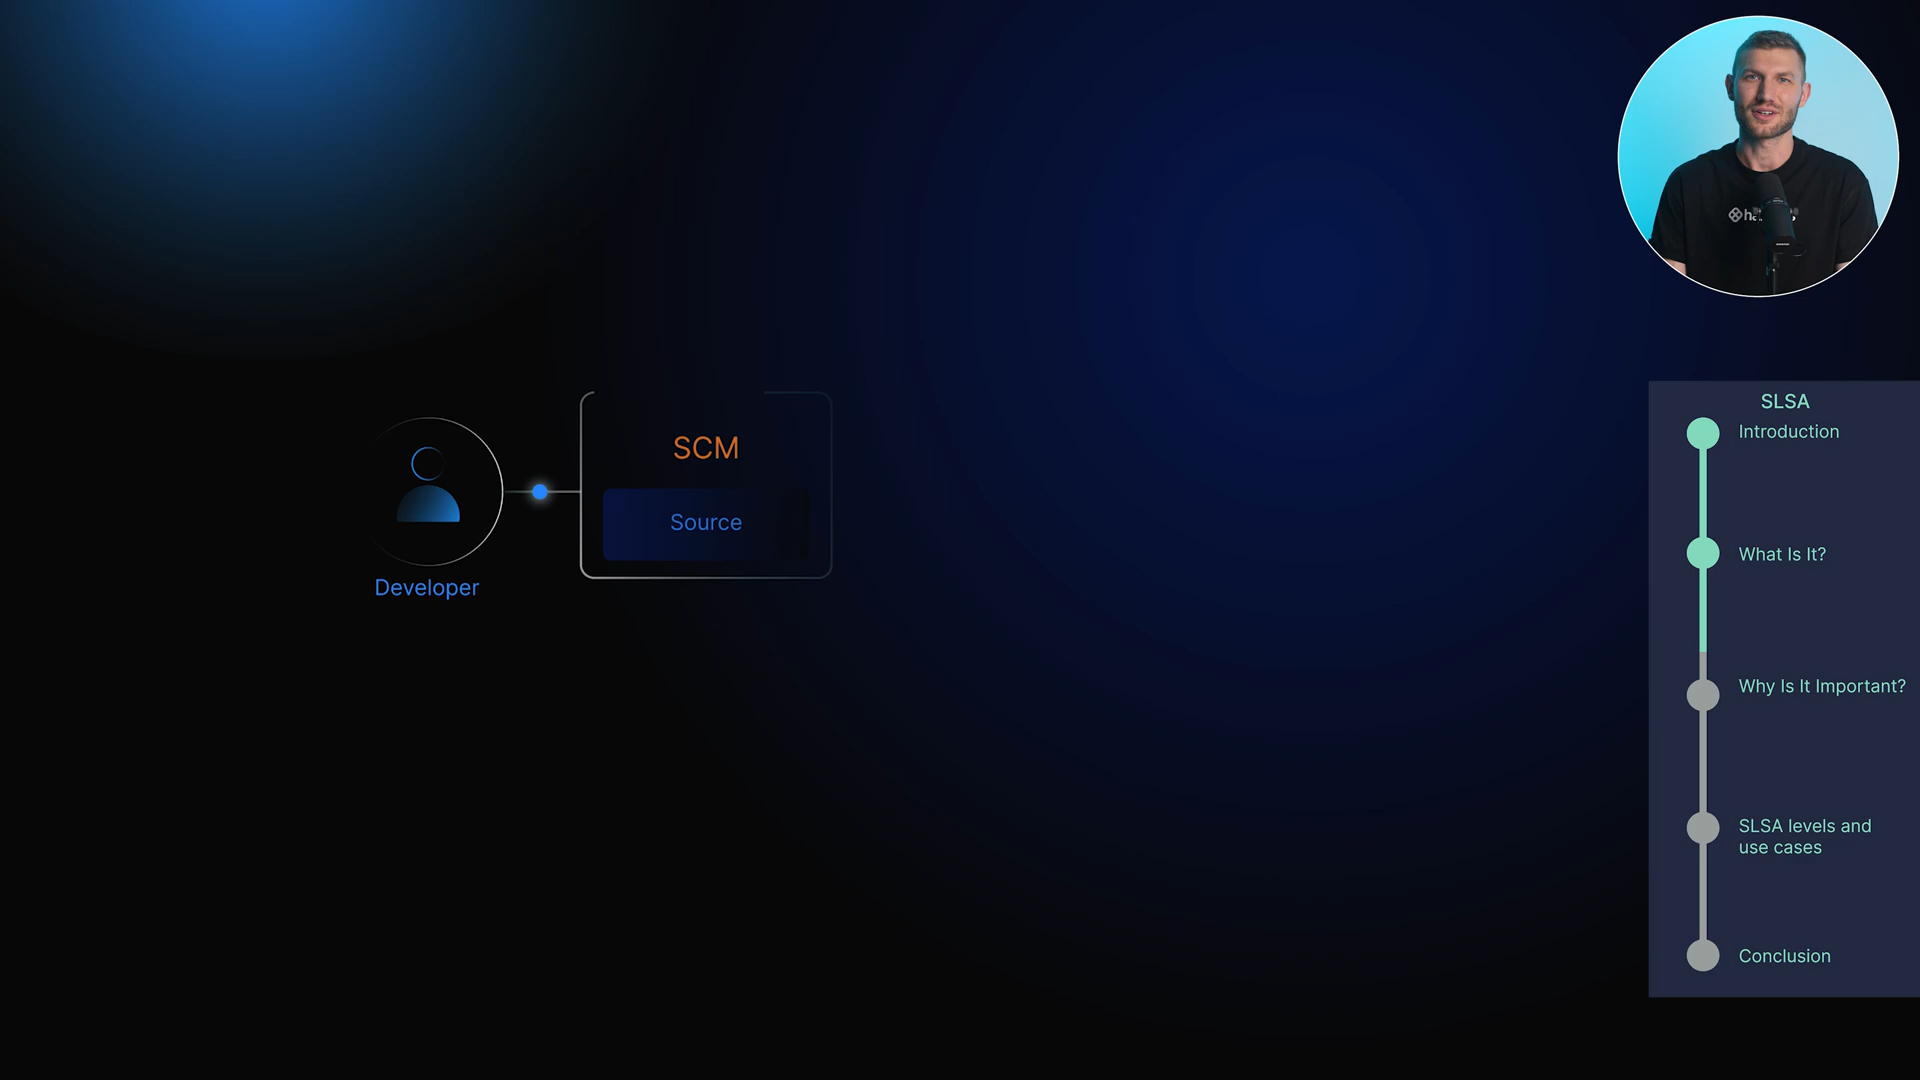 SCM
Source
Developer
SLSA
Introduction
What Is It?
Why Is It Important?
SLSA levels and
use cases
Conclusion